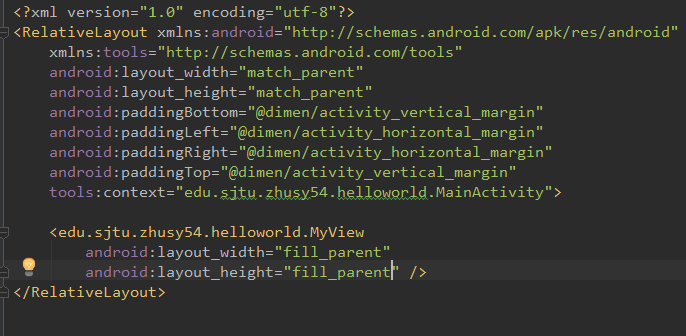 <?xml version="1.0" encoding="utf-8"?>
<RelativeLayout xmlns:android="http://schemas.android.com/apk/res/android"
    xmlns:tools="http://schemas.android.com/tools"
    android:layout_width="match_parent"
    android:layout_height="match_parent"
    android:paddingBottom="@dimen/activity_vertical_margin"
    android:paddingLeft="@dimen/activity_horizontal_margin"
    android:paddingRight="@dimen/activity_horizontal_margin"
    android:paddingTop="@dimen/activity_vertical_margin"
    tools:context="edu.sjtu.zhusy54.helloworld.MainActivity">
    <edu.sjtu.zhusy54.helloworld.MyView
        android:layout_width="fill_parent"
        android:layout_height="fill_parent" />
</RelativeLayout>